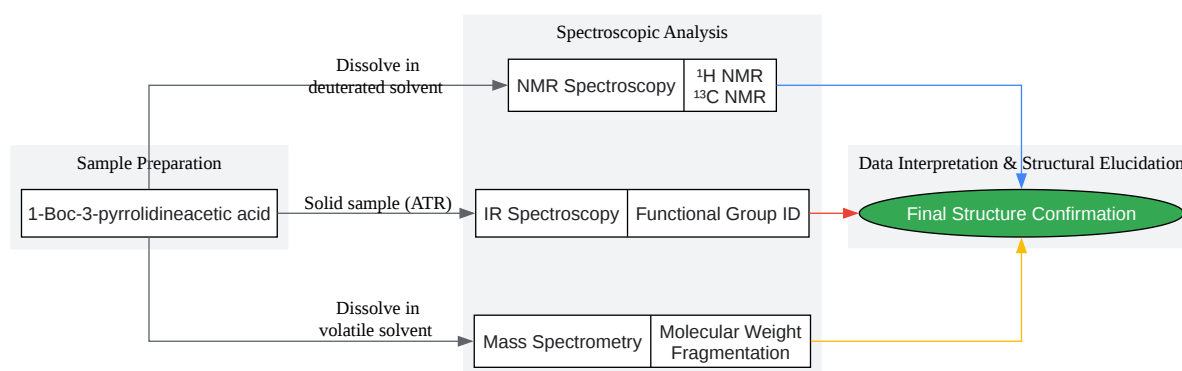 Spectroscopic Analysis
Dissolve in
deuterated solvent
NMR Spectroscopy
¹H NMR
¹³C NMR
Sample Preparation
Data Interpretation & Structural Elucidation
1-Boc-3-pyrrolidineacetic acid
Solid sample (ATR)
IR Spectroscopy
Functional Group ID
Final Structure Confirmation
Dissolve in
volatile solvent
Mass Spectrometry
Molecular Weight
Fragmentation